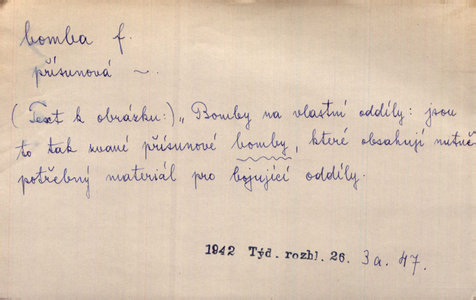 bomba f.
přísunová ~.
(Text k obrázku:) „Bomby na vlastní oddíly: jsou
to tak zvané přísunové bomby, které obsahují nutně
potřebný materiál pro bojující oddíly.
1942 Týd. rozhl. 26. 3a. 47.